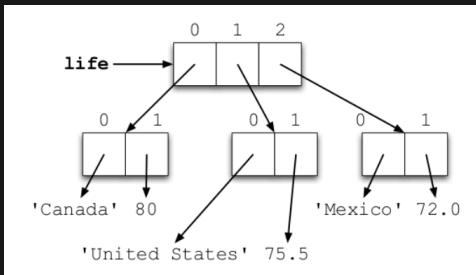 0 1 2
life
0 1 0 1 0 1
'Canada' 80 'Mexico' 72.0
'United States' 75.5